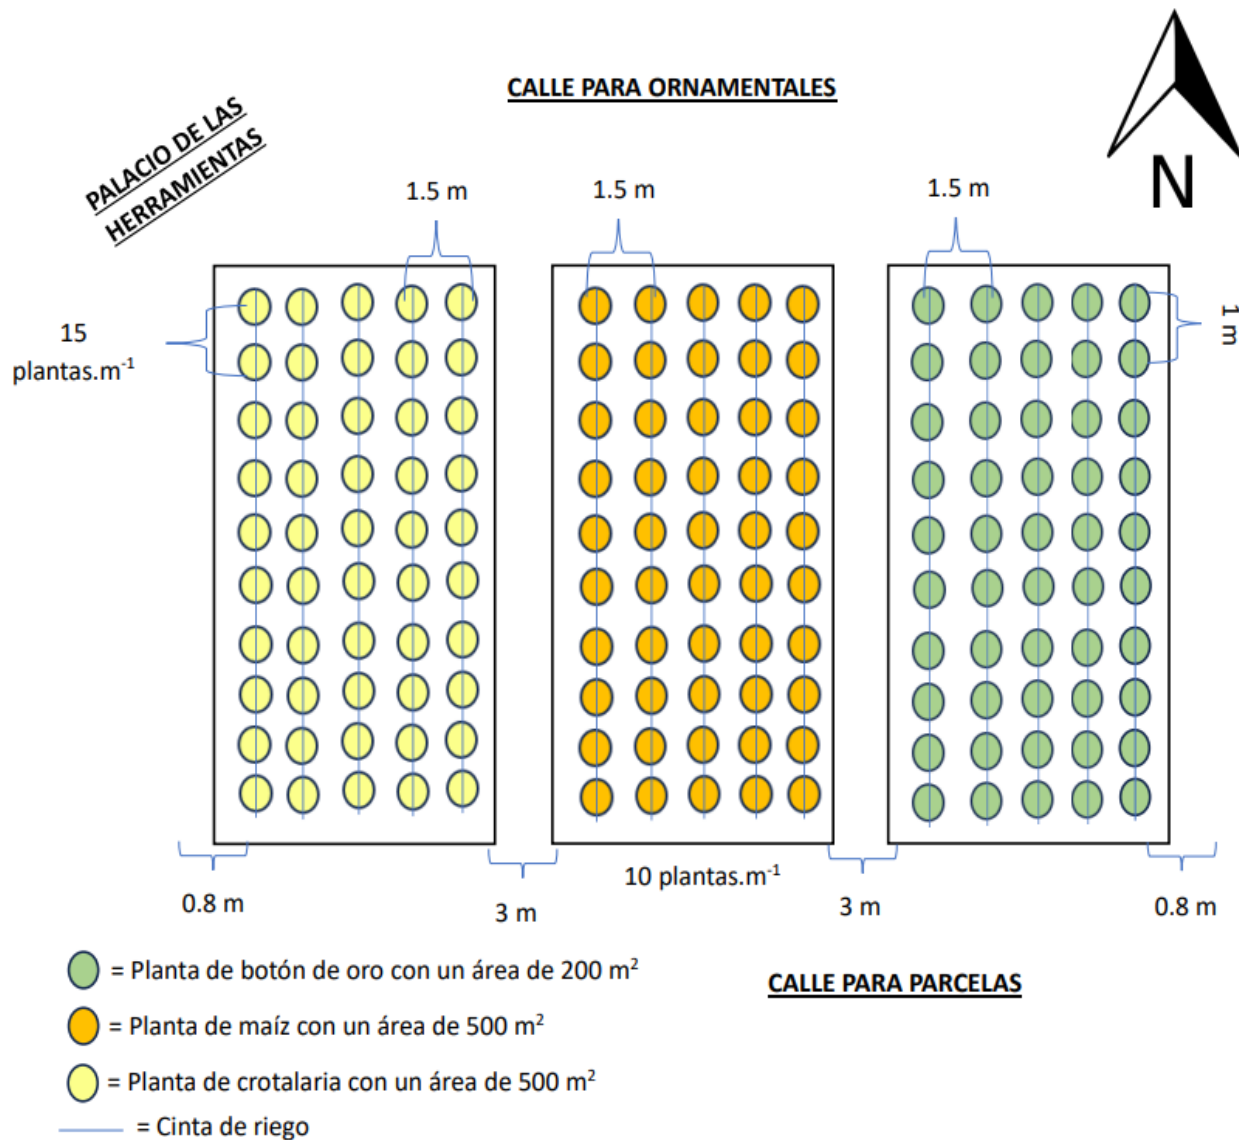 CALLE PARA ORNAMENTALES
PALACIO DE LAS
HERRAMIENTAS
N
1.5 m
1.5 m
1.5 m
15
plantas.m⁻¹
1 m
0.8 m
3 m
10 plantas.m⁻¹
3 m
0.8 m
= Planta de botón de oro con un área de 200 m²
CALLE PARA PARCELAS
= Planta de maíz con un área de 500 m²
= Planta de crotalaria con un área de 500 m²
= Cinta de riego